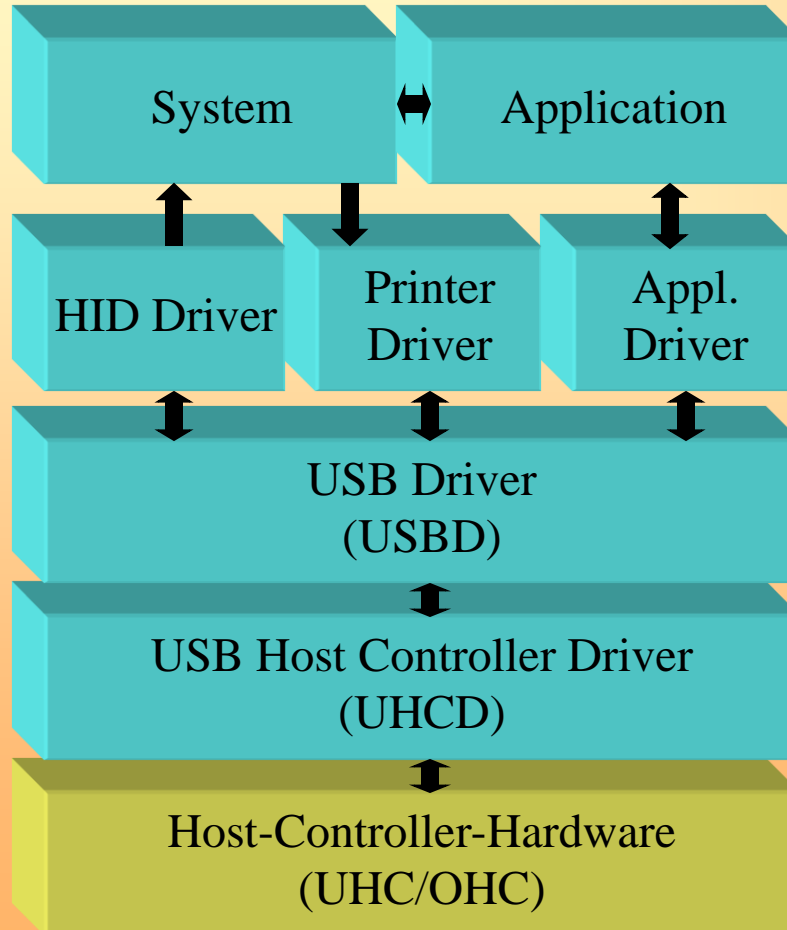 System
Application
HID Driver
Printer
Driver
Appl.
Driver
USB Driver
(USBD)
USB Host Controller Driver
(UHCD)
Host-Controller-Hardware
(UHC/OHC)